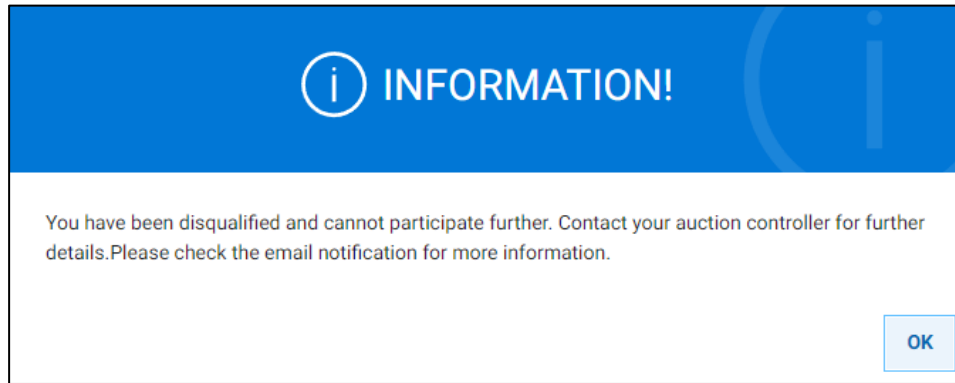 INFORMATION!
You have been disqualified and cannot participate further. Contact your auction controller for further
details.Please check the email notification for more information.
OK